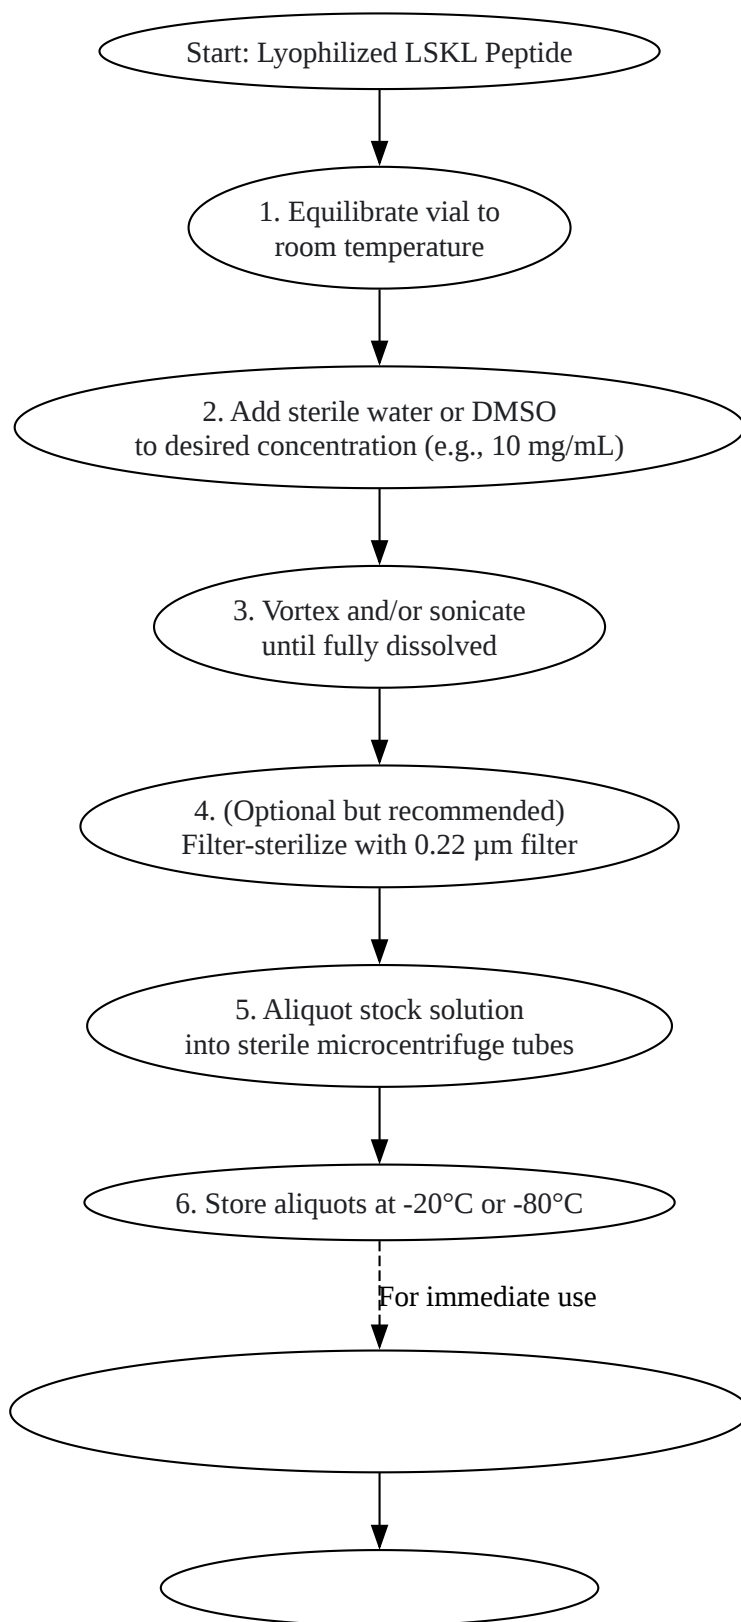 Start: Lyophilized LSKL Peptide
1. Equilibrate vial to
room temperature
2. Add sterile water or DMSO
to desired concentration (e.g., 10 mg/mL)
3. Vortex and/or sonicate
until fully dissolved
4. (Optional but recommended)
Filter-sterilize with 0.22 µm filter
5. Aliquot stock solution
into sterile microcentrifuge tubes
6. Store aliquots at -20°C or -80°C
For immediate use